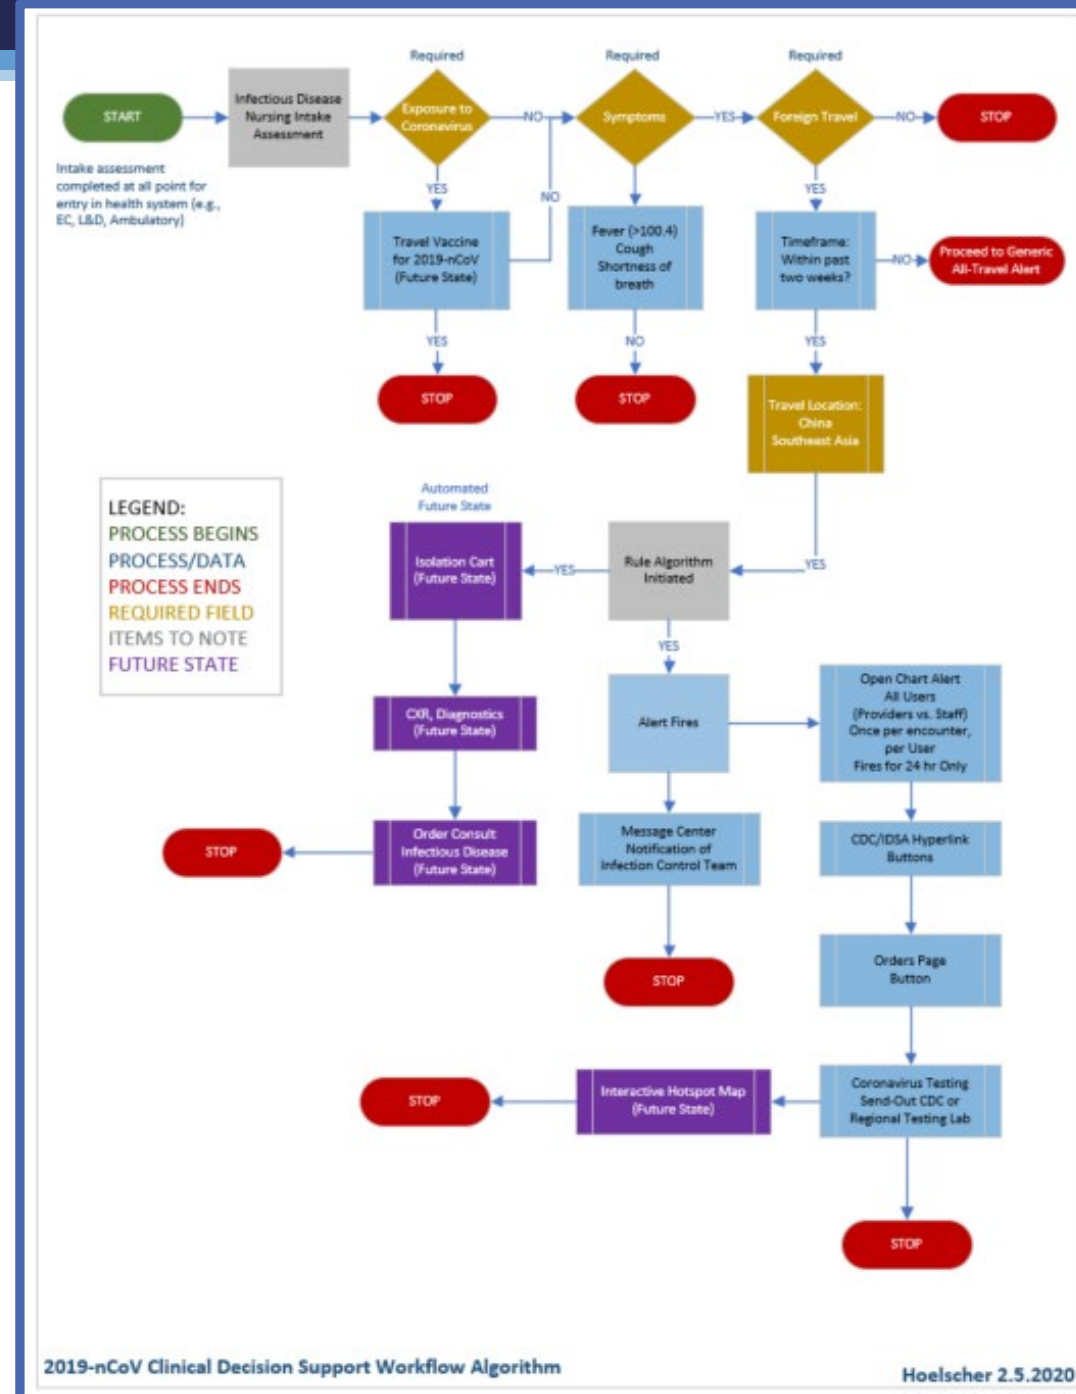 Required
Required
Required
START
Infectious Disease
Nursing Intake
Assessment
Exposure to
Coronavirus
NO
Symptoms
YES
Foreign Travel
NO
STOP
Intake assessment
completed at all point for
entry in health system (e.g.,
EC, L&D, Ambulatory)
YES
NO
YES
Travel Vaccine
for 2019-nCoV
(Future State)
Fever (>100.4)
Cough
Shortness of
breath
Timeframe:
Within past
two weeks?
NO
Proceed to Generic
All-Travel Alert
YES
NO
YES
STOP
STOP
Travel Location:
China
Southeast Asia
LEGEND:
PROCESS BEGINS
PROCESS/DATA
PROCESS ENDS
REQUIRED FIELD
ITEMS TO NOTE
FUTURE STATE
Automated
Future State
Isolation Cart
(Future State)
YES
Rule Algorithm
Initiated
YES
YES
CXR, Diagnostics
(Future State)
Alert Fires
Open Chart Alert
All Users
(Providers vs. Staff)
Once per encounter,
per User
Fires for 24 hr Only
STOP
Order Consult
Infectious Disease
(Future State)
Message Center
Notification of
Infection Control Team
CDC/IDSA Hyperlink
Buttons
STOP
Orders Page
Button
STOP
Interactive Hotspot Map
(Future State)
Coronavirus Testing
Send-Out CDC or
Regional Testing Lab
STOP
2019-nCoV Clinical Decision Support Workflow Algorithm
Hoelscher 2.5.2020